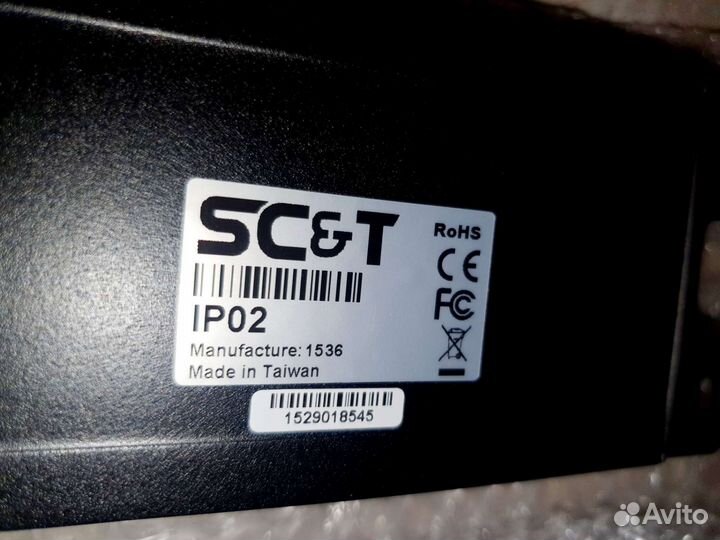 SC&T
RoHS
CE
FC
IP02
Manufacture: 1536
Made in Taiwan
1529018545
Avito